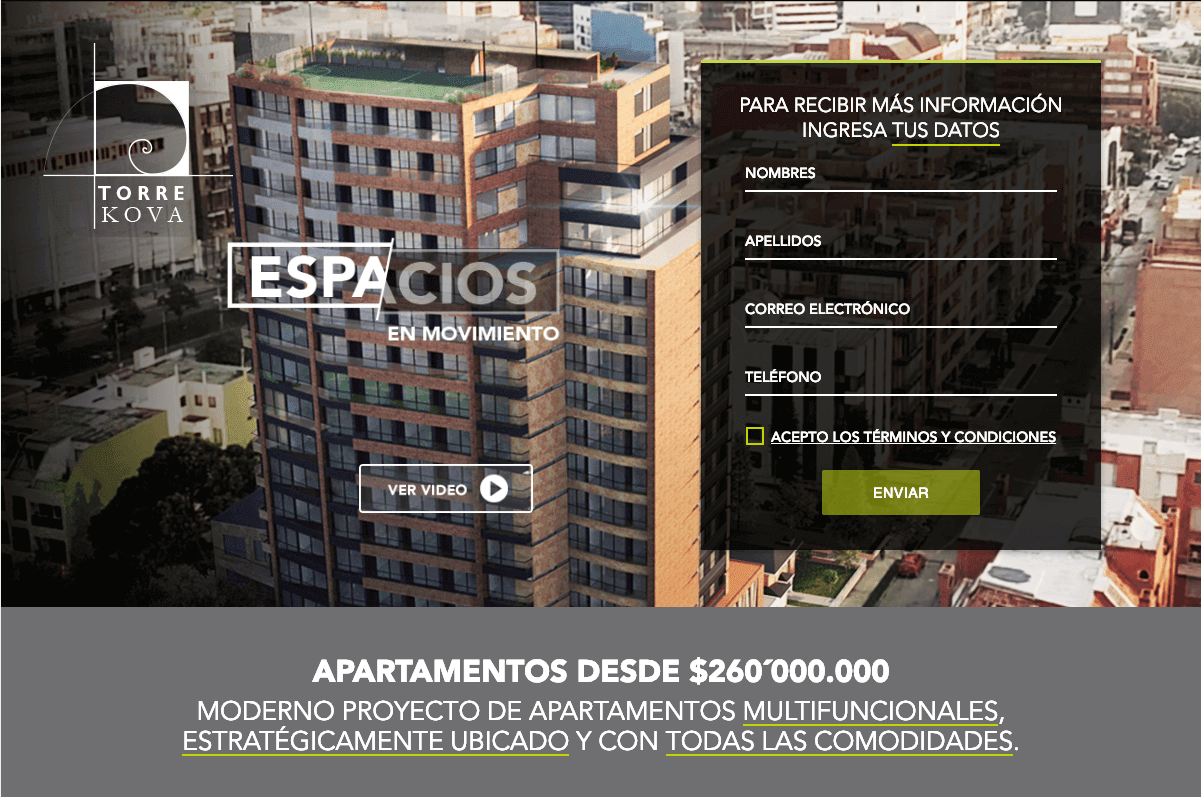 TORRE
KOVA
ESPACIOS
EN MOVIMIENTO
VER VIDEO
PARA RECIBIR MÁS INFORMACIÓN
INGRESA TUS DATOS
NOMBRES
APELLIDOS
CORREO ELECTRÓNICO
TELÉFONO
ACEPTO LOS TÉRMINOS Y CONDICIONES
ENVIAR
APARTAMENTOS DESDE $260´000.000
MODERNO PROYECTO DE APARTAMENTOS MULTIFUNCIONALES,
ESTRATÉGICAMENTE UBICADO Y CON TODAS LAS COMODIDADES.